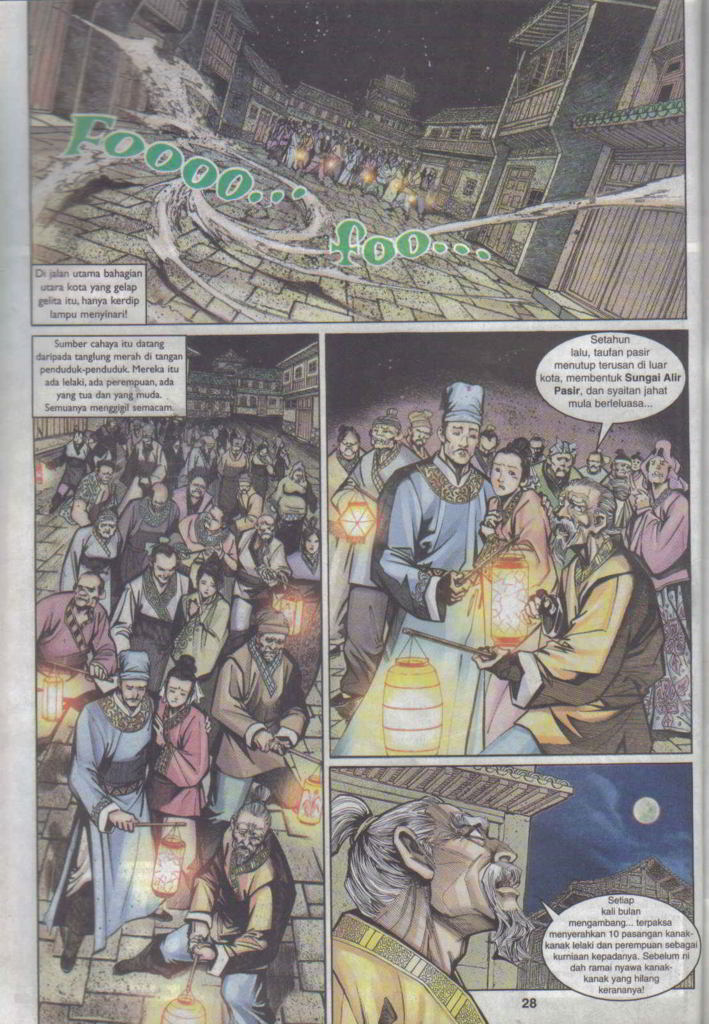 Foooo...
foo...
Di jalan utama bahagian
utara kota yang gelap
gelita itu, hanya kerdip
lampu menyinari!
Sumber cahaya itu datang
daripada tanglung merah di tangan
penduduk-penduduk. Mereka itu
ada lelaki, ada perempuan, ada
yang tua dan yang muda.
Semuanya menggigil semacam.
Setahun
lalu, taufan pasir
menutup terusan di luar
kota, membentuk Sungai Alir
Pasir, dan syaitan jahat
mula berleluasa...
Setiap
kali bulan
mengambang... terpaksa
menyerahkan 10 pasangan kanak-
kanak lelaki dan perempuan sebagai
kurniaan kepadanya. Sebelum ni
dah ramai nyawa kanak-
kanak yang hilang
kerananya!
28